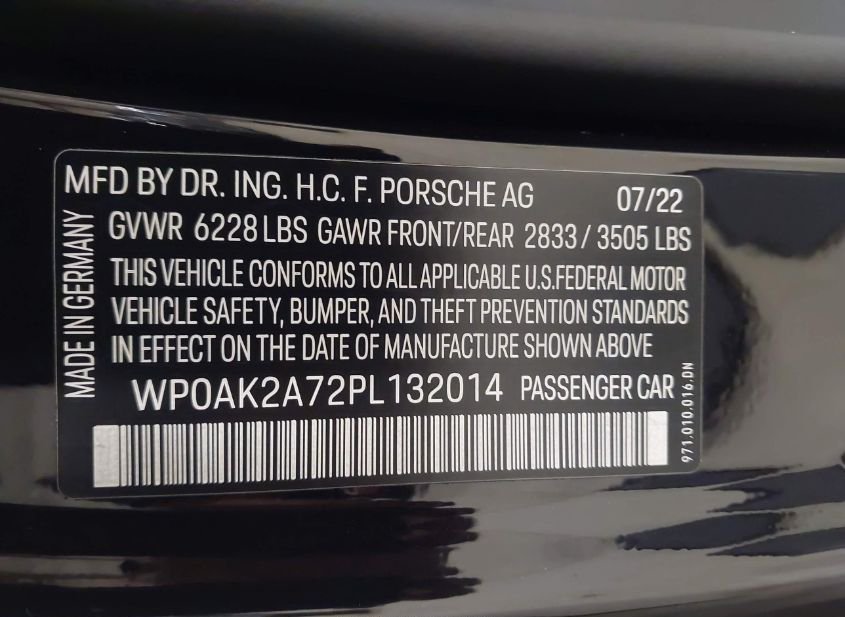 MFD BY DR. ING. H.C. F. PORSCHE AG 07/22
GVWR 6228 LBS GAWR FRONT/REAR 2833 / 3505 LBS
THIS VEHICLE CONFORMS TO ALL APPLICABLE U.S.FEDERAL MOTOR
VEHICLE SAFETY, BUMPER, AND THEFT PREVENTION STANDARDS
IN EFFECT ON THE DATE OF MANUFACTURE SHOWN ABOVE
WP0AK2A72PL132014 PASSENGER CAR
MADE IN GERMANY
971.010.016.DN